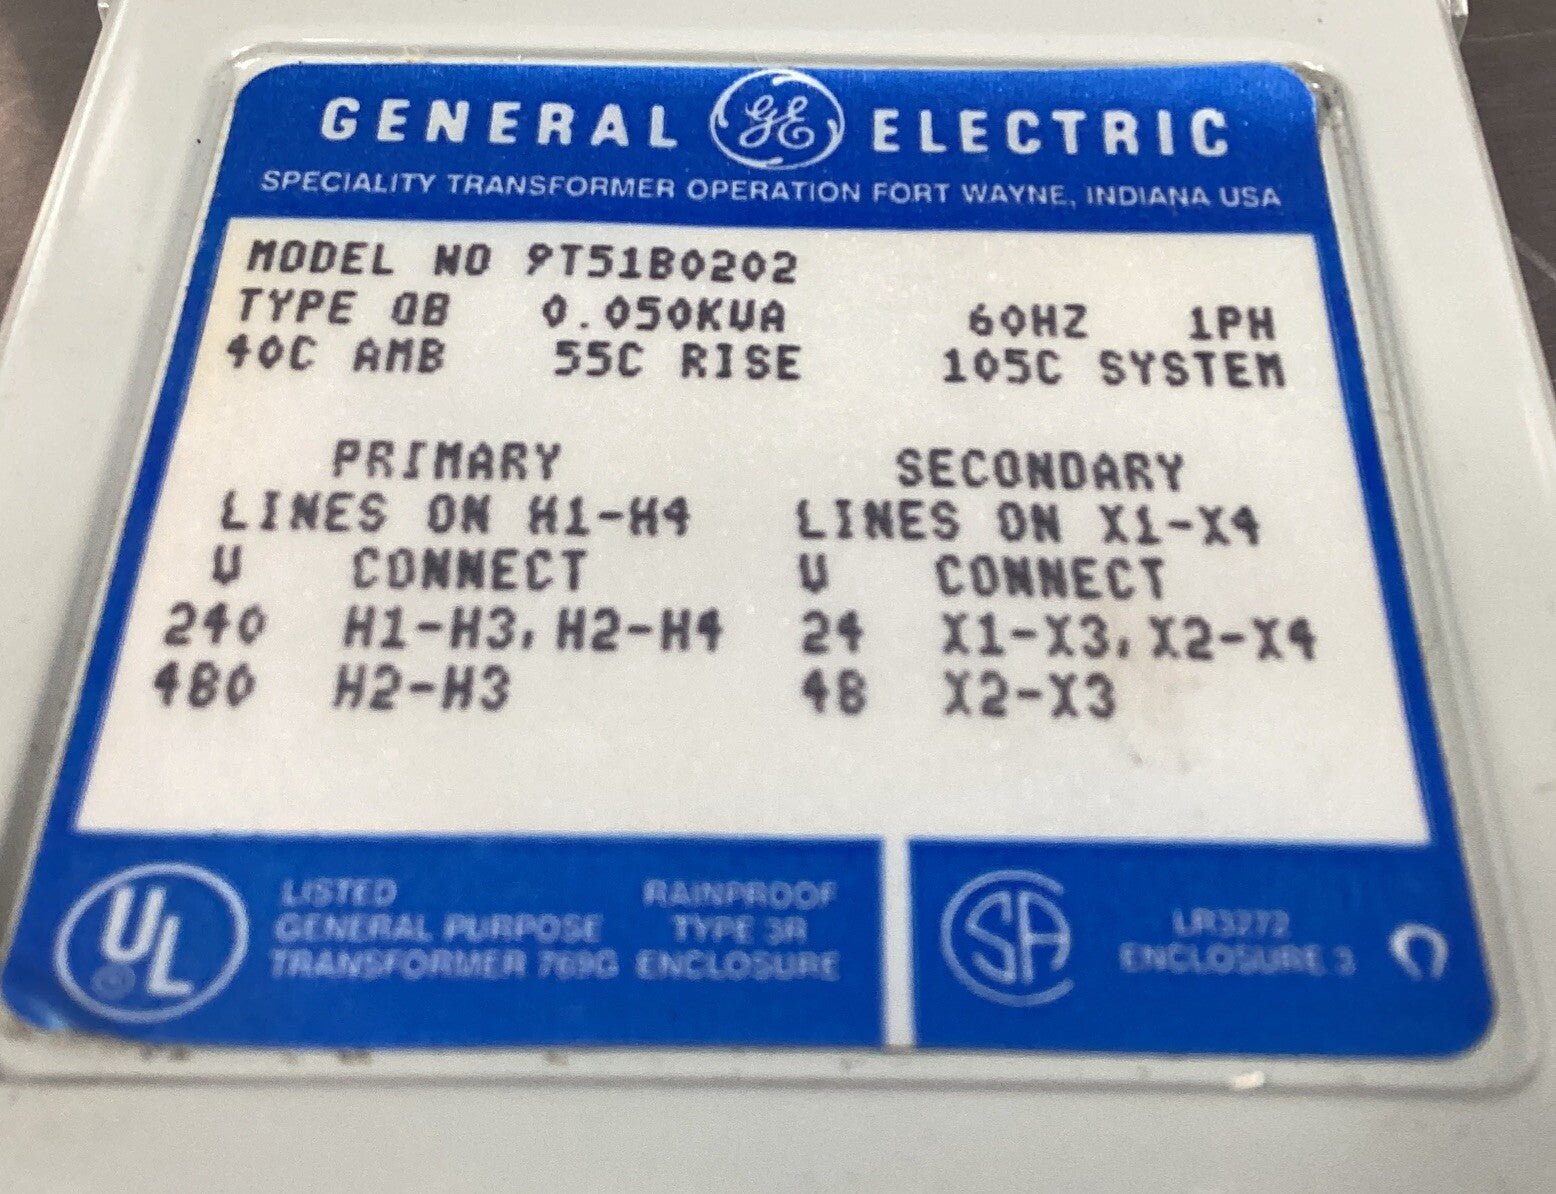 GENERAL GE ELECTRIC
SPECIALITY TRANSFORMER OPERATION FORT WAYNE, INDIANA USA
MODEL NO 9T51B0202
TYPE QB 0.050KVA 60HZ 1PH
40C AMB 55C RISE 105C SYSTEM
PRIMARY SECONDARY
LINES ON H1-H4 LINES ON X1-X4
V CONNECT V CONNECT
240 H1-H3, H2-H4 24 X1-X3, X2-X4
480 H2-H3 48 X2-X3
UL
®
LISTED
GENERAL PURPOSE
TRANSFORMER 769G
RAINPROOF
TYPE 3R
ENCLOSURE
SA
LR3272
ENCLOSURE 3